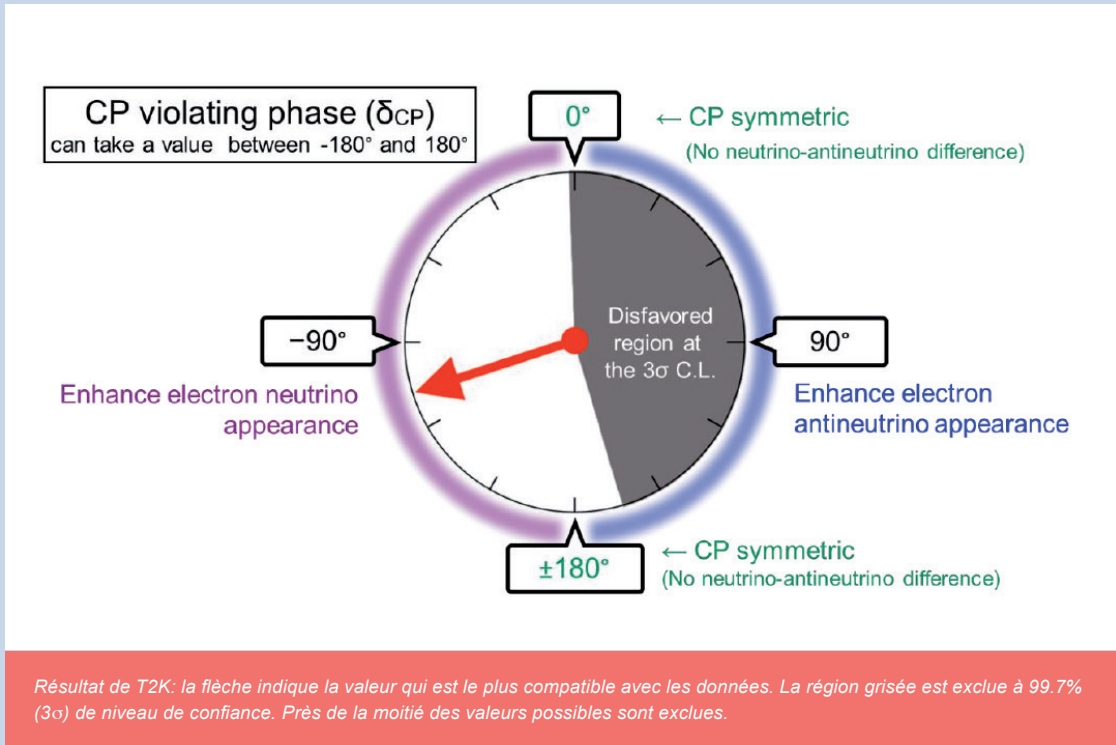 CP violating phase (δCP)
can take a value between -180° and 180°
0°
← CP symmetric
(No neutrino-antineutrino difference)
Disfavored
region at
the 3σ C.L.
−90°
90°
Enhance electron neutrino
appearance
Enhance electron
antineutrino appearance
±180°
← CP symmetric
(No neutrino-antineutrino difference)
Résultat de T2K: la flèche indique la valeur qui est le plus compatible avec les données. La région grisée est exclue à 99.7%
(3σ) de niveau de confiance. Près de la moitié des valeurs possibles sont exclues.